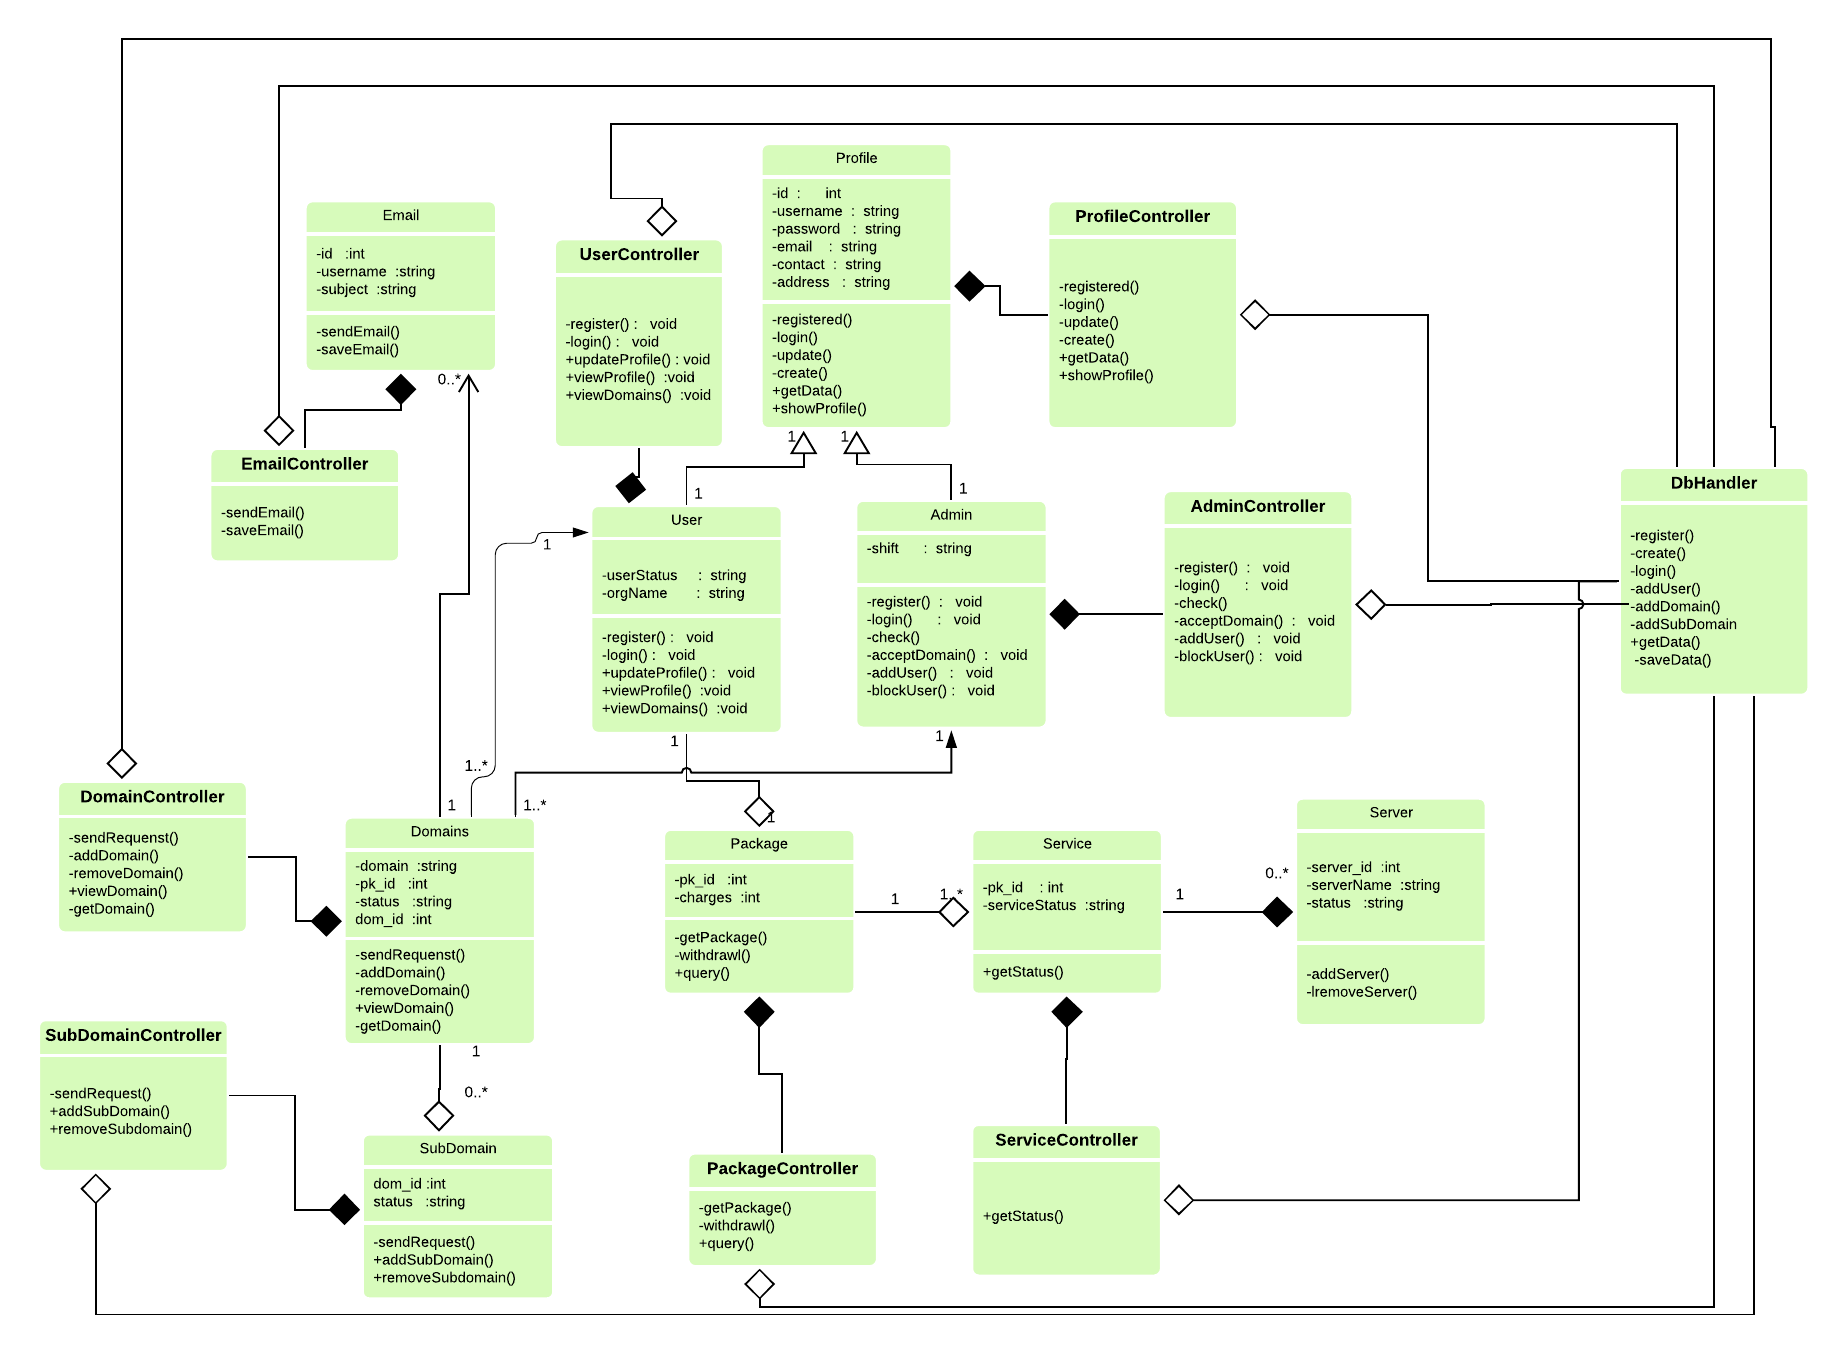 Profile
-id  :      int
-username  :  string
-password   :  string
-email    :  string
-contact  :  string
-address   :  string
-registered()
-login()
-update()
-create()
+getData()
+showProfile()
1
1
Email
-id   :int
-username  :string
-subject  :string
-sendEmail()
-saveEmail()
0..*
ProfileController
-registered()
-login()
-update()
-create()
+getData()
+showProfile()
UserController
-register() :   void
-login() :   void
+updateProfile() : void
+viewProfile()  :void
+viewDomains()  :void
EmailController
-sendEmail()
-saveEmail()
DbHandler
-register()
-create()
-login()
-addUser()
-addDomain()
-addSubDomain
+getData()
-saveData()
1
User
-userStatus     :  string
-orgName       :  string
-register() :   void
-login() :   void
+updateProfile() :   void
+viewProfile()  :void
+viewDomains()  :void
1
1
1
Admin
-shift      :  string
-register()  :   void
-login()      :   void
-check()
-acceptDomain()  :   void
-addUser()   :   void
-blockUser() :   void
1
AdminController
-register()  :   void
-login()      :   void
-check()
-acceptDomain()  :   void
-addUser()   :   void
-blockUser() :   void
1..*
1
1..*
DomainController
-sendRequenst()
-addDomain()
-removeDomain()
+viewDomain()
-getDomain()
Domains
-domain  :string
-pk_id   :int
-status   :string
dom_id  :int
-sendRequenst()
-addDomain()
-removeDomain()
+viewDomain()
-getDomain()
1
0..*
1
Package
-pk_id   :int
-charges  :int
-getPackage()
-withdrawl()
+query()
1
1..*
Service
-pk_id    : int
-serviceStatus  :string
+getStatus()
1
0..*
Server
-server_id  :int
-serverName  :string
-status   :string
-addServer()
-lremoveServer()
SubDomainController
-sendRequest()
+addSubDomain()
+removeSubdomain()
SubDomain
dom_id :int
status   :string
-sendRequest()
+addSubDomain()
+removeSubdomain()
PackageController
-getPackage()
-withdrawl()
+query()
ServiceController
+getStatus()